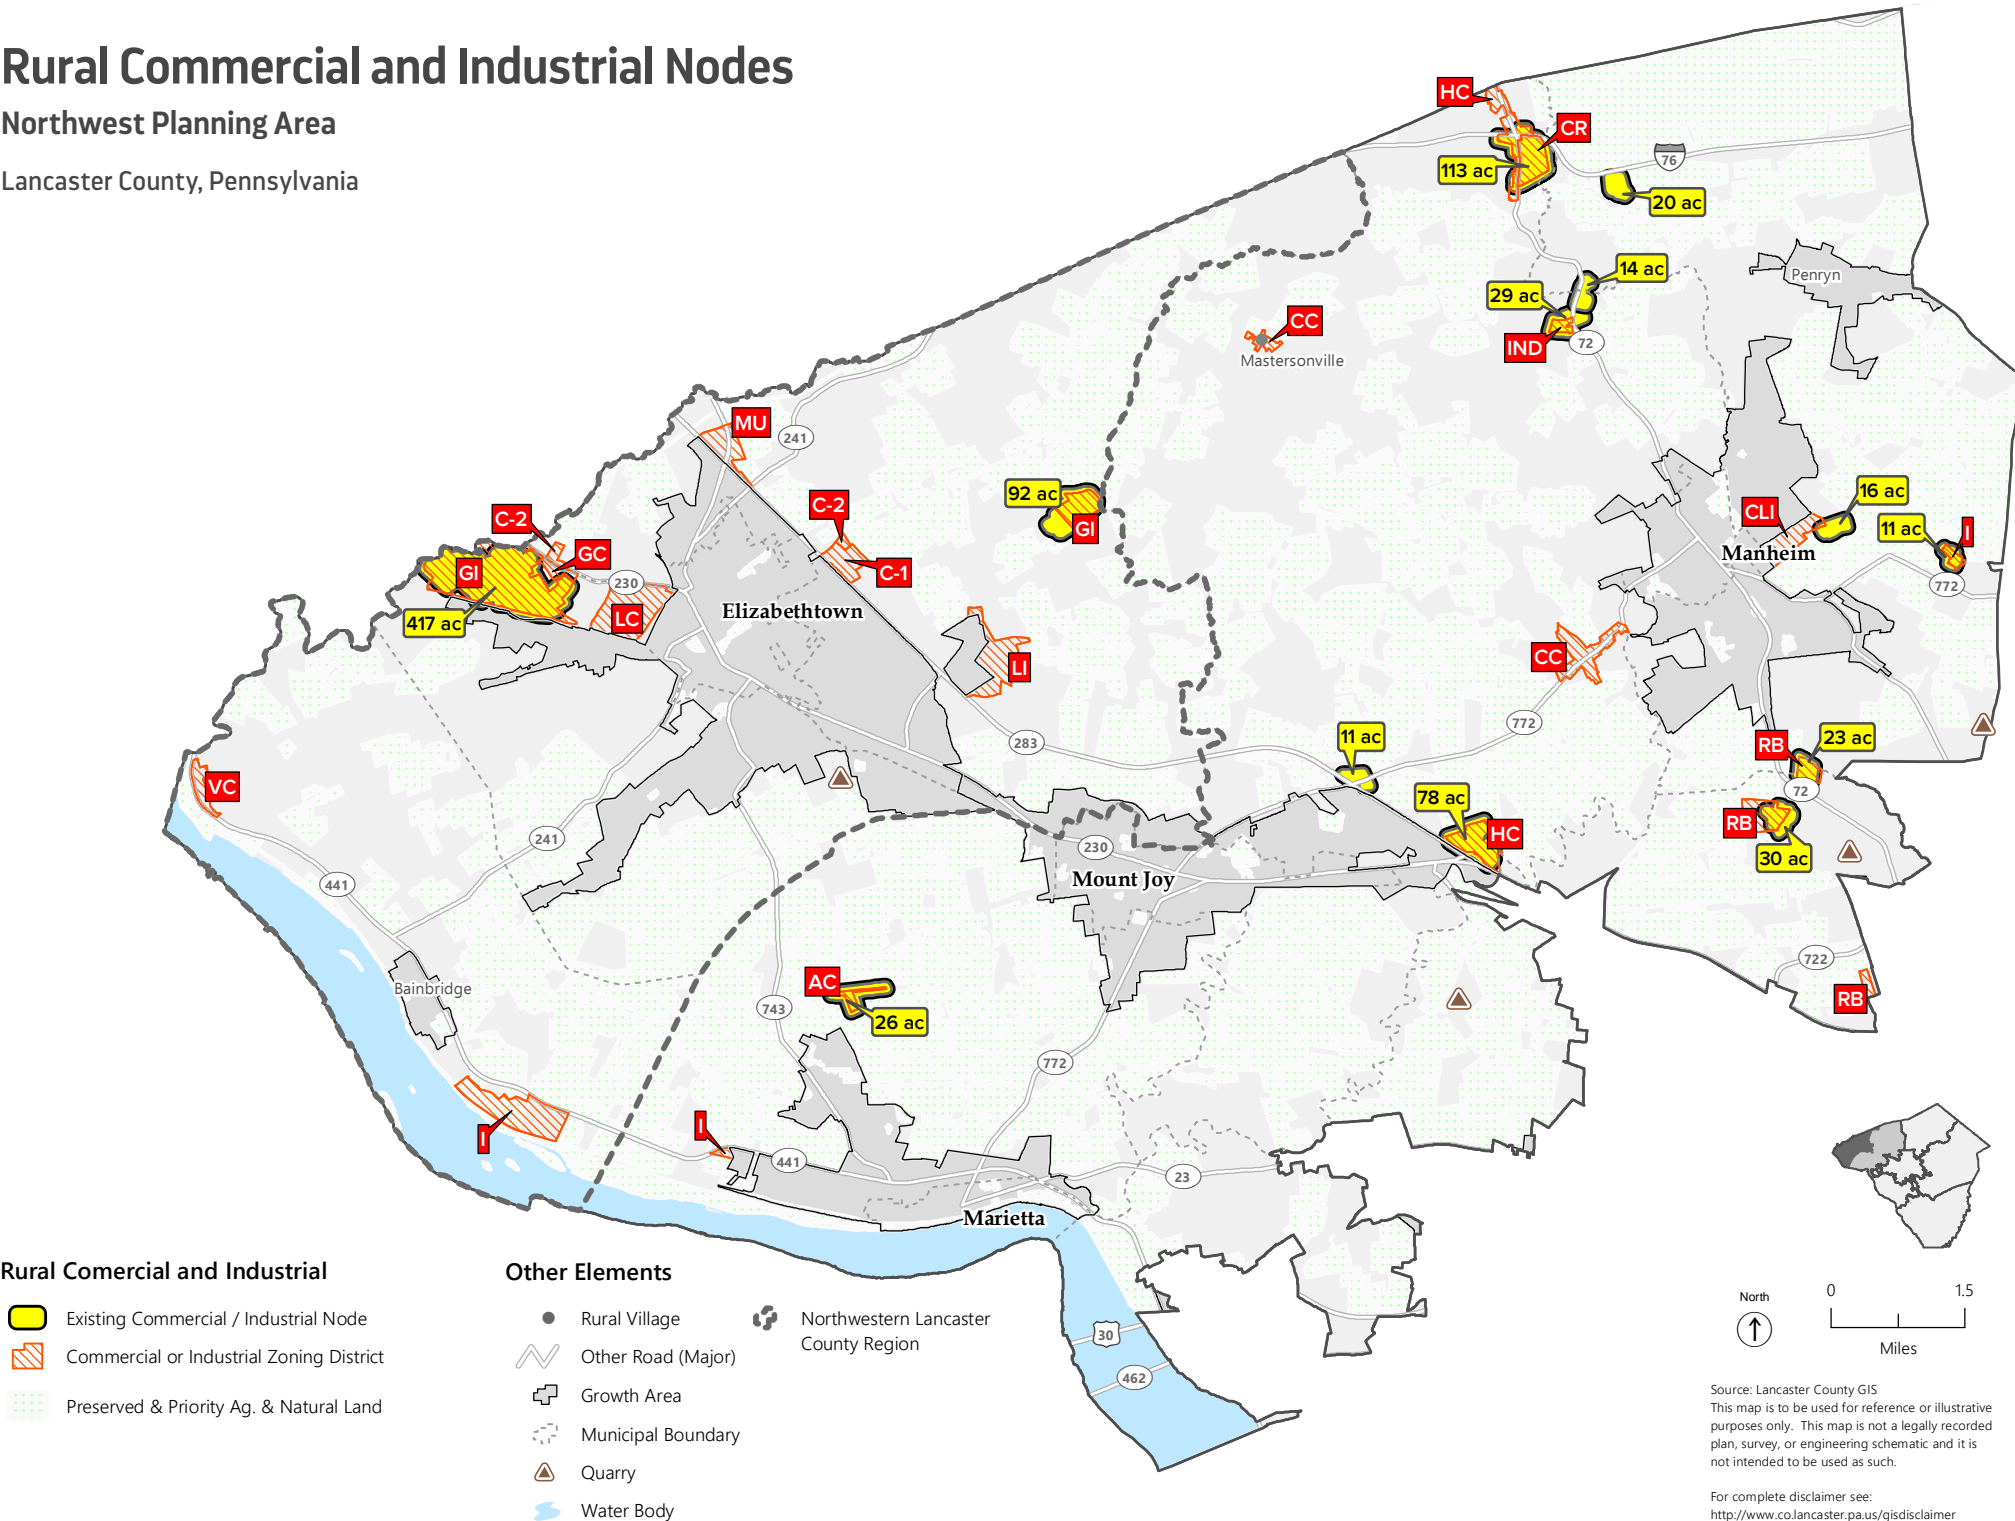 Rural Commercial and Industrial Nodes
Northwest Planning Area
Lancaster County, Pennsylvania
HC
CR
113 ac
76
20 ac
14 ac
29 ac
IND
72
Penryn
CC
Mastersonville
MU
241
C-2
C-2
GC
GI
230
LC
417 ac
C-1
Elizabethtown
92 ac
GI
LI
CLI
16 ac
11 ac
I
Manheim
772
CC
772
283
11 ac
78 ac
HC
RB
23 ac
72
RB
30 ac
VC
241
441
230
Mount Joy
722
RB
Bainbridge
AC
26 ac
743
772
I
I
441
23
Marietta
30
462
Rural Comercial and Industrial
Existing Commercial / Industrial Node
Commercial or Industrial Zoning District
Preserved & Priority Ag. & Natural Land
Other Elements
Rural Village
Other Road (Major)
Growth Area
Municipal Boundary
Quarry
Water Body
Northwestern Lancaster
County Region
North
0 1.5
Miles
Source: Lancaster County GIS
This map is to be used for reference or illustrative
purposes only. This map is not a legally recorded
plan, survey, or engineering schematic and it is
not intended to be used as such.
For complete disclaimer see:
http://www.co.lancaster.pa.us/gisdisclaimer